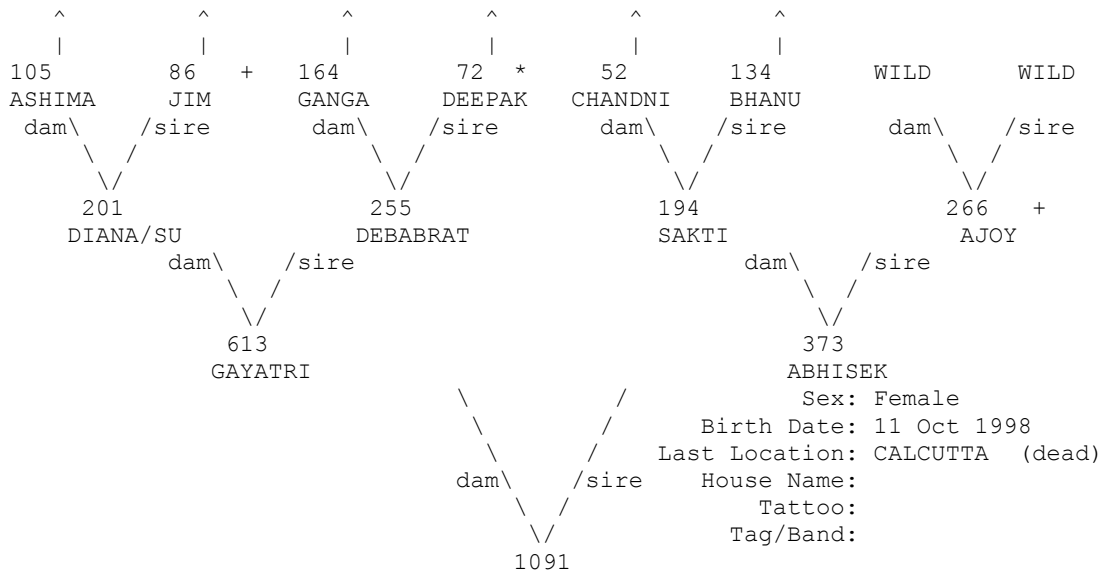 ^ ^ ^ ^ ^ ^
| | | | | |
105 86 + 164 72 * 52 134 WILD WILD
ASHIMA JIM GANGA DEEPAK CHANDNI BHANU
dam\ /sire dam\ /sire dam\ /sire dam\ /sire
\ / \ / \ / \ /
\/ \/ \/ \/
201 255 194 266 +
DIANA/SU DEBABRAT SAKTI AJOY
dam\ /sire dam\ /sire
\ / \ /
\/ \/
613 373
GAYATRI ABHISEK
\ / Sex: Female
\ / Birth Date: 11 Oct 1998
\ / Last Location: CALCUTTA (dead)
dam\ /sire House Name:
\ / Tattoo:
\/ Tag/Band:
1091